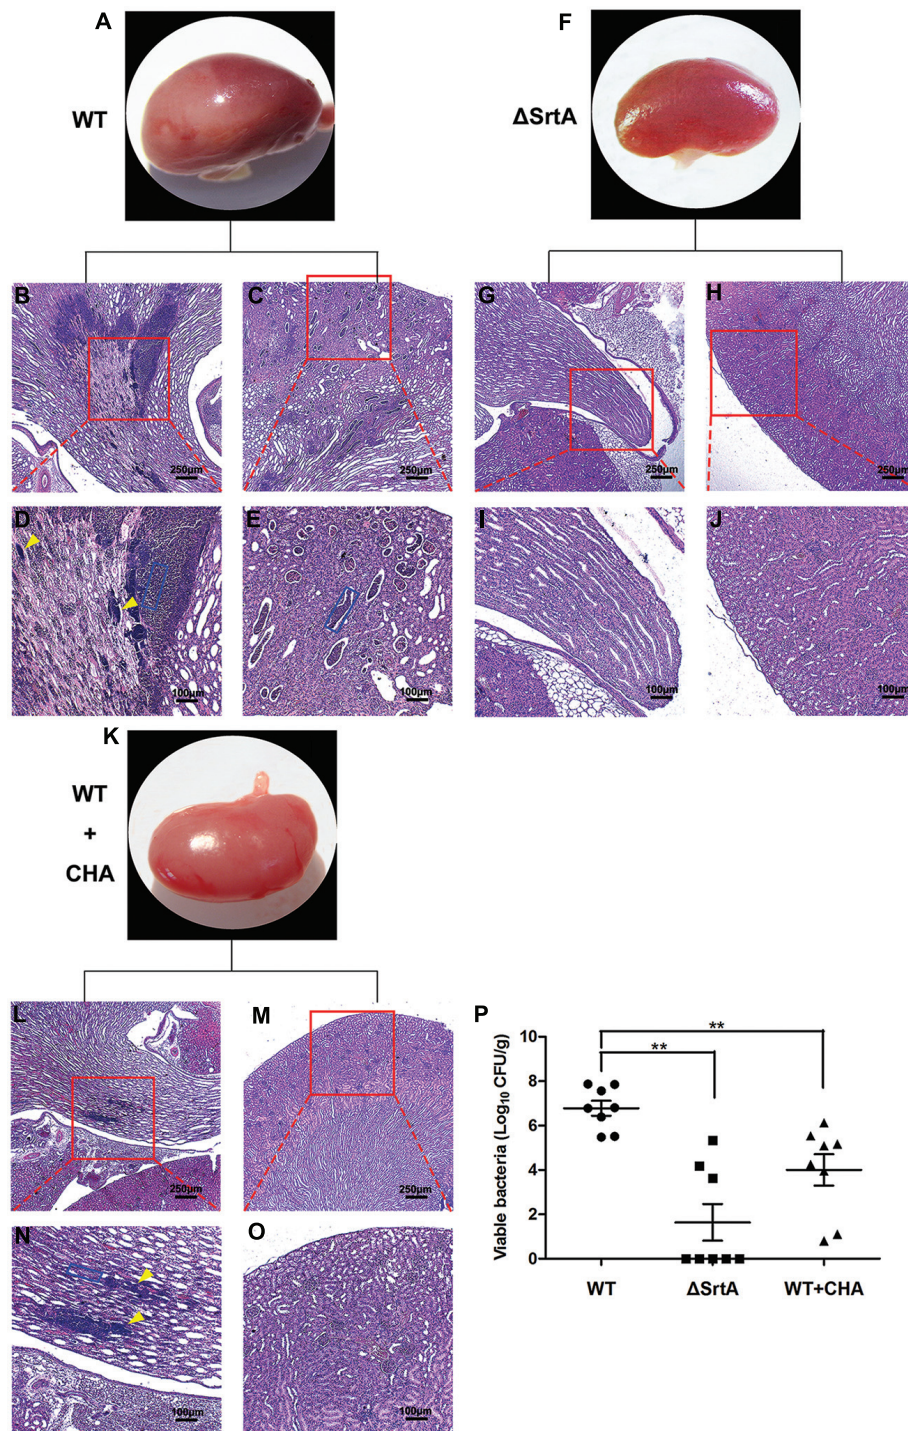 A
WT
F
ΔSrtA
B
250μm
C
250μm
G
250μm
H
250μm
D
100μm
E
100μm
I
100μm
J
100μm
K
WT
+
CHA
L
250μm
M
250μm
N
100μm
O
100μm
P
Viable bacteria (Log10 CFU/g)
10
8
6
4
2
0
**
**
WT
ΔSrtA
WT+CHA